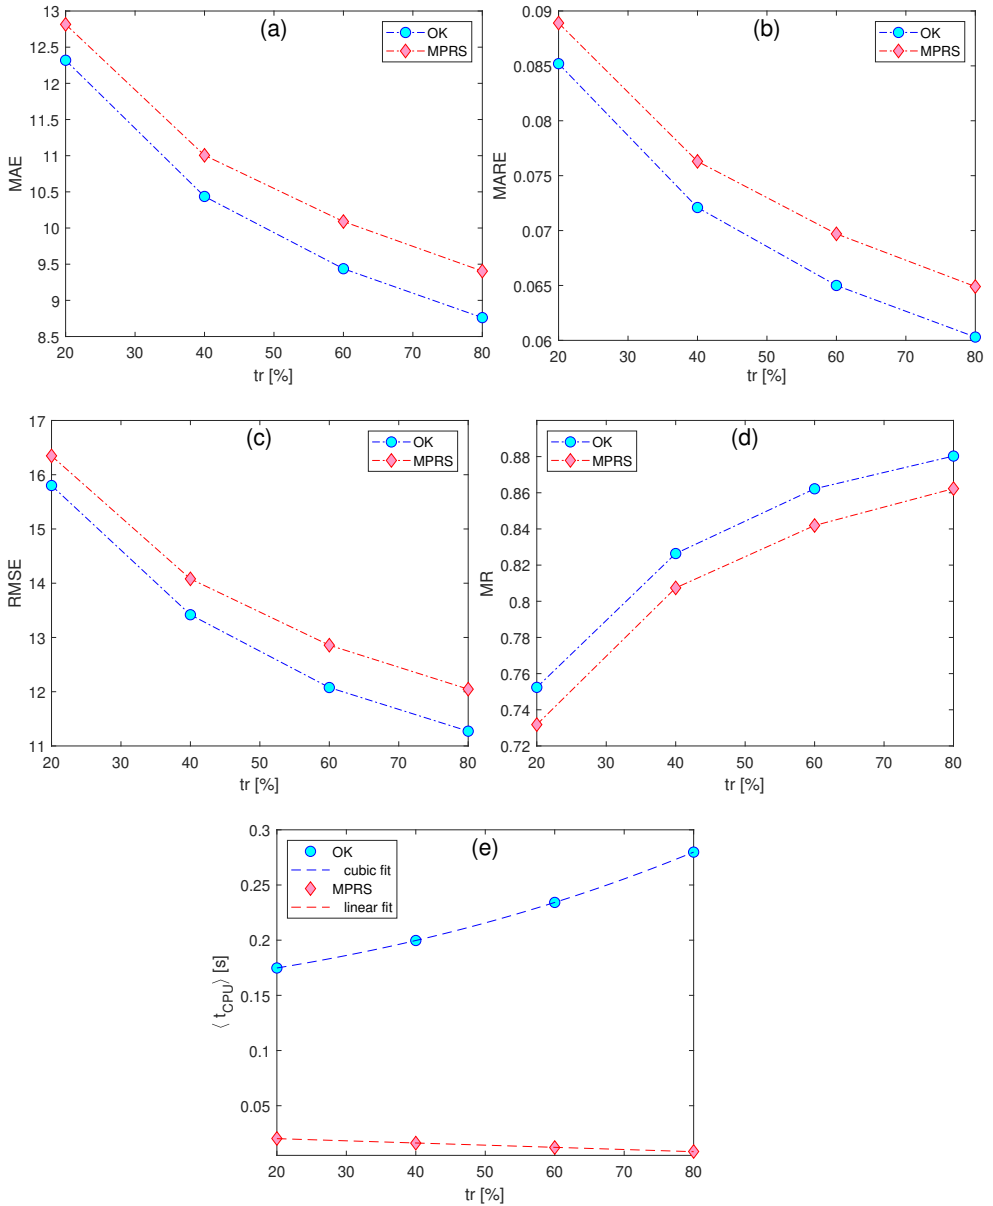 (a)
OK
MPRS
13
12.5
12
11.5
11
10.5
10
9.5
9
8.5
MAE
20 30 40 50 60 70 80
tr [%]
(b)
OK
MPRS
0.09
0.085
0.08
0.075
0.07
0.065
0.06
MARE
20 30 40 50 60 70 80
tr [%]
(c)
OK
MPRS
17
16
15
14
13
12
11
RMSE
20 30 40 50 60 70 80
tr [%]
(d)
OK
MPRS
0.88
0.86
0.84
0.82
0.8
0.78
0.76
0.74
0.72
MR
20 30 40 50 60 70 80
tr [%]
(e)
OK
cubic fit
MPRS
linear fit
0.3
0.25
0.2
0.15
0.1
0.05
⟨ t_CPU⟩ [s]
20 30 40 50 60 70 80
tr [%]